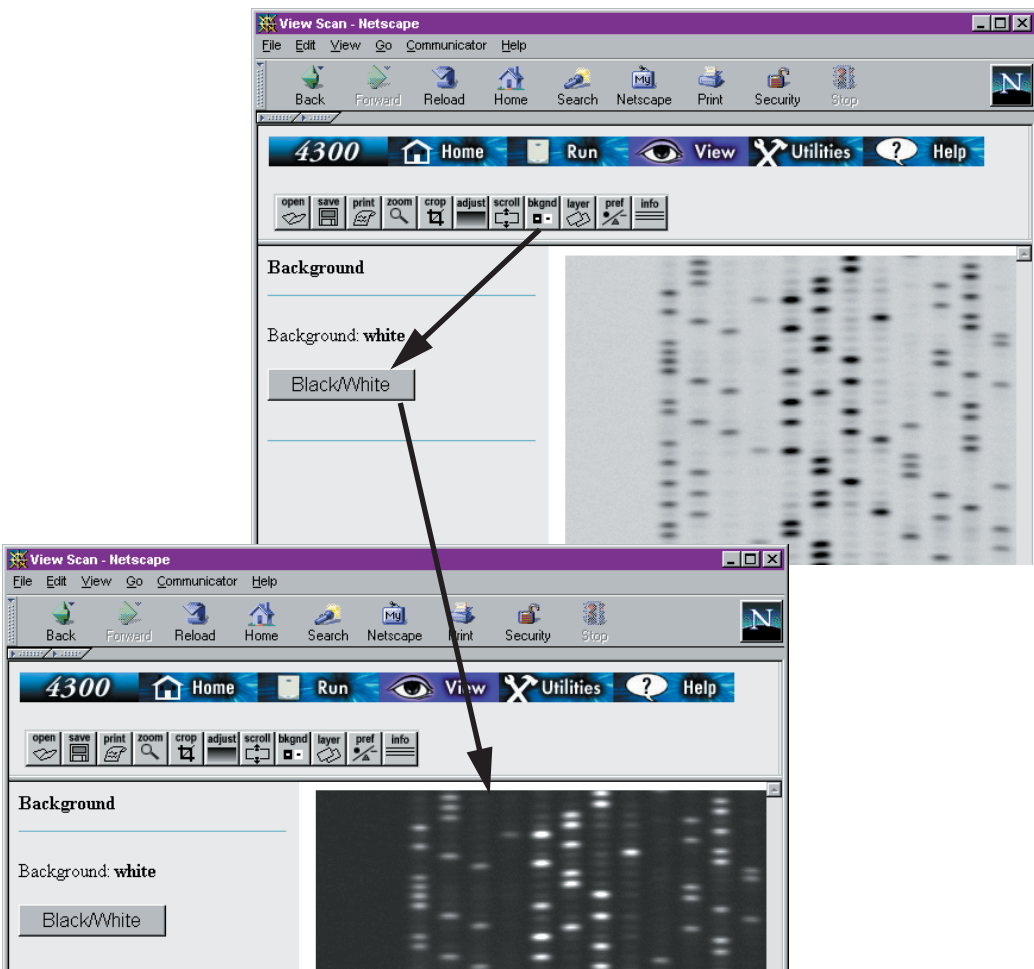 View Scan - Netscape
File Edit View Go Communicator Help
Back Forward Reload Home Search Netscape Print Security Stop
My
N
4300 Home Run View Utilities ? Help
open save print zoom crop adjust scroll bkgnd layer pref info
Background
Background: white
Black/White
View Scan - Netscape
File Edit View Go Communicator Help
Back Forward Reload Home Search Netscape Print Security Stop
My
N
4300 Home Run View Utilities ? Help
open save print zoom crop adjust scroll bkgnd layer pref info
Background
Background: white
Black/White